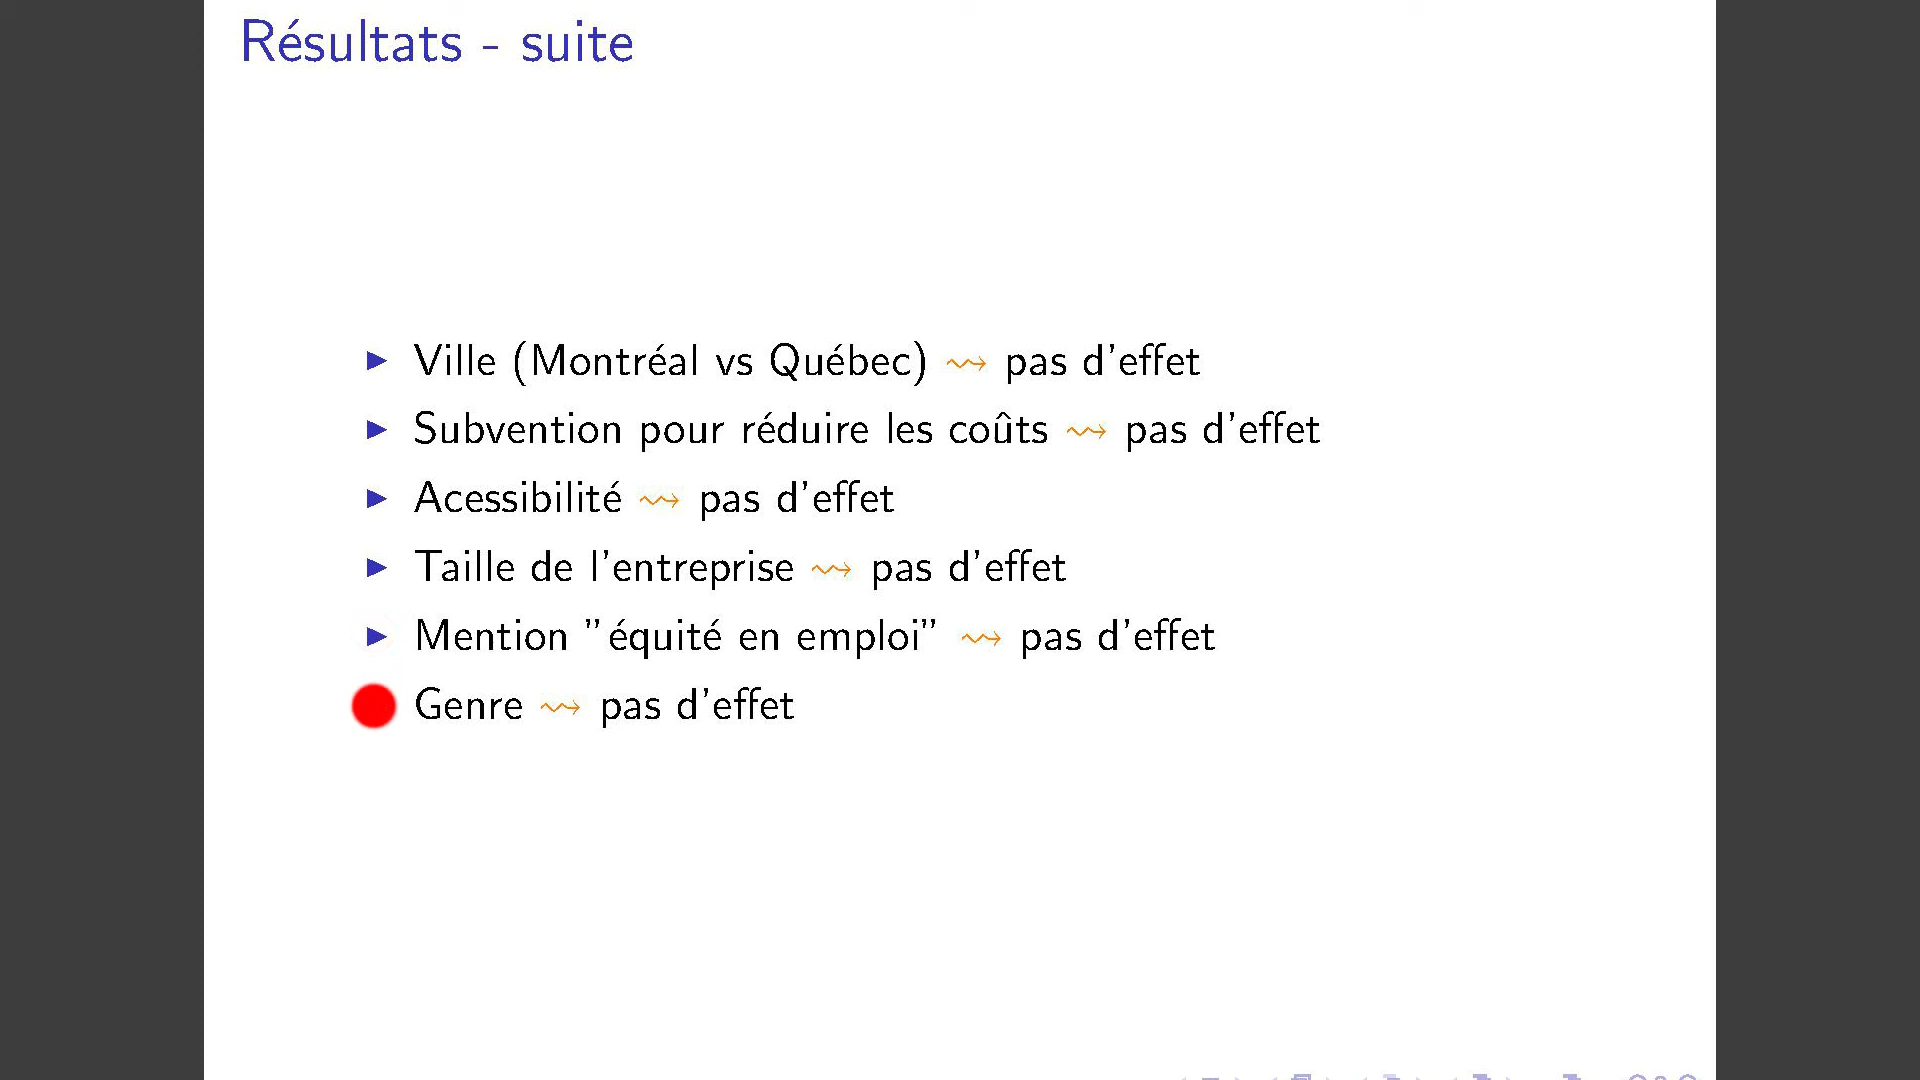 Résultats - suite
Ville (Montréal vs Québec) ⇝ pas d'effet
Subvention pour réduire les coûts ⇝ pas d'effet
Acessibilité ⇝ pas d'effet
Taille de l'entreprise ⇝ pas d'effet
Mention "équité en emploi" ⇝ pas d'effet
Genre ⇝ pas d'effet